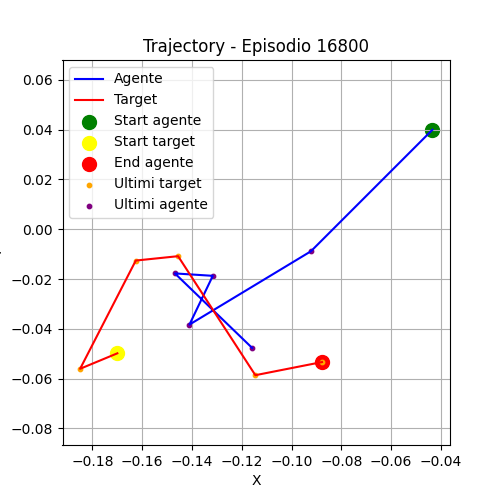 Trajectory - Episodio 16800
Agente
Target
Start agente
Start target
End agente
Ultimi target
Ultimi agente
0.06
0.04
0.02
0.00
−0.02
−0.04
−0.06
−0.08
−0.18 −0.16 −0.14 −0.12 −0.10 −0.08 −0.06 −0.04
X